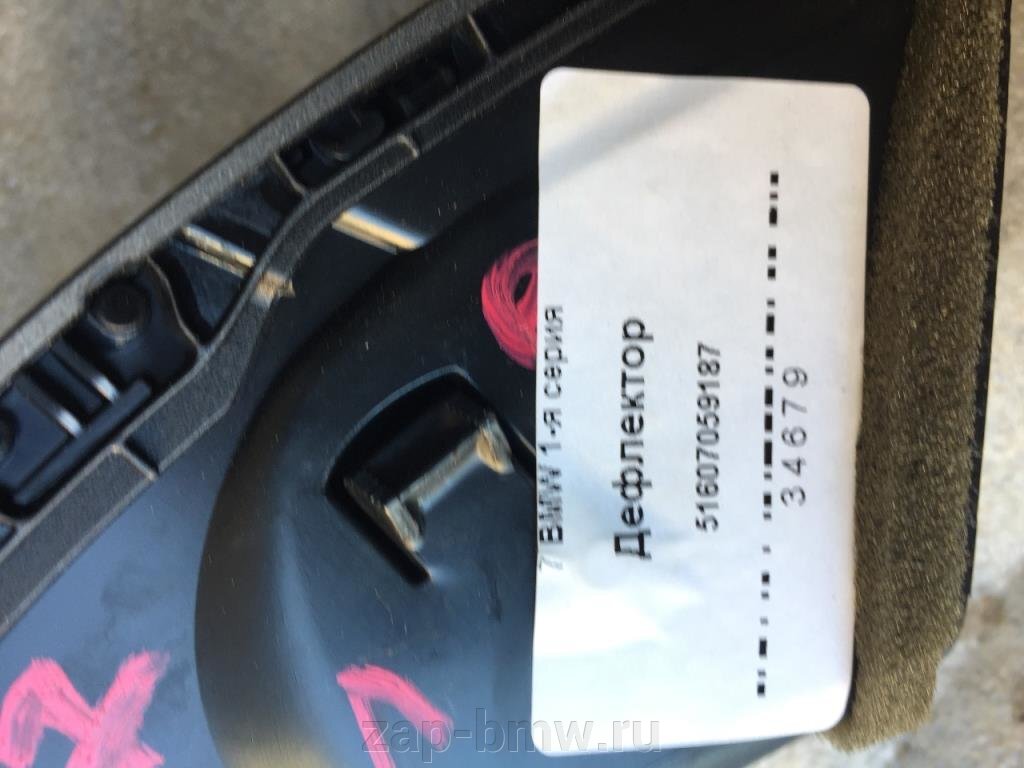 7 BMW 1-я серия
Дефлектор
51607059187
34679
zap-bmw.ru